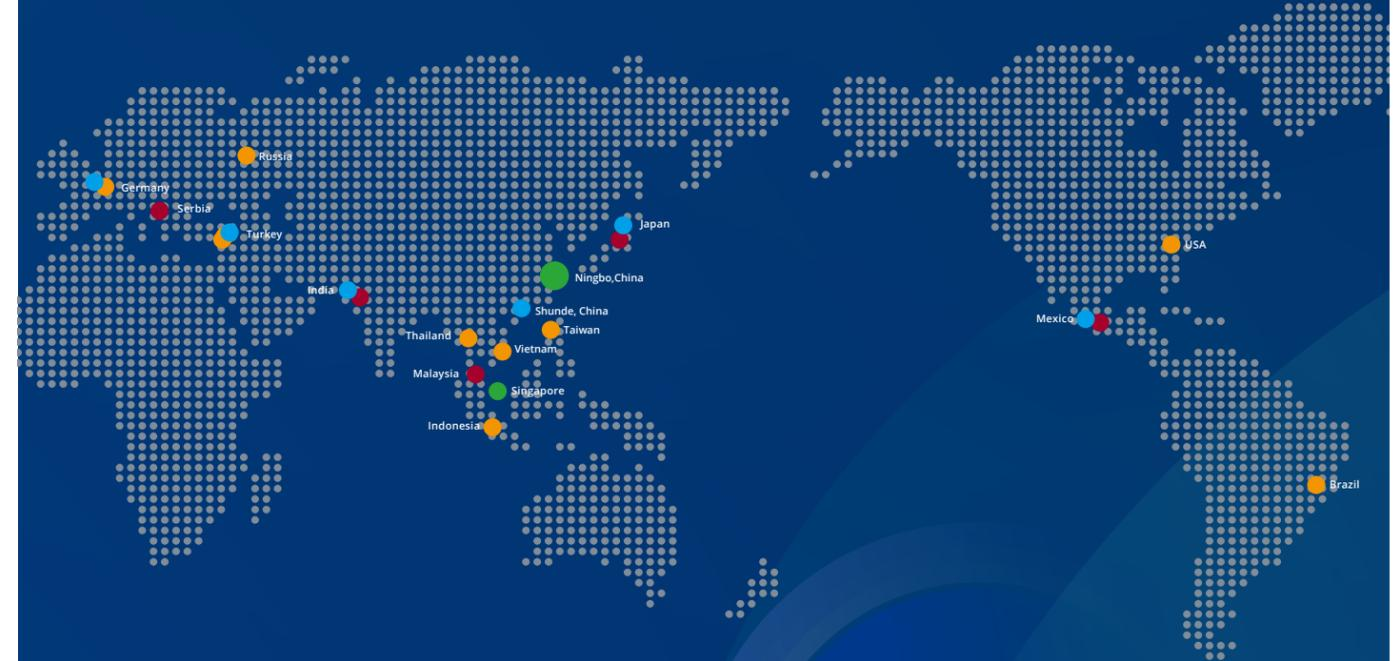 Russia
Germany
Serbia
Turkey
Japan
USA
Ningbo,China
India
Shunde, China
Mexico
Taiwan
Thailand
Vietnam
Malaysia
Singapore
Indonesia
Brazil